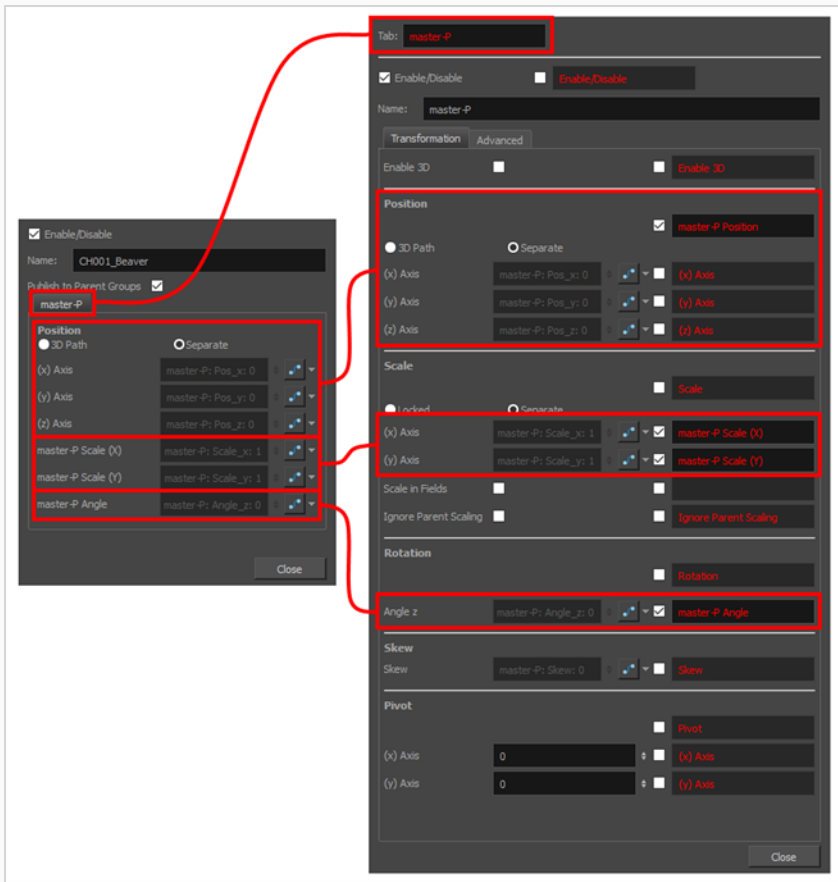 Enable/Disable
Name: CH001_Beaver
Publish to Parent Groups
master-P
Position
3D Path Separate
(x) Axis master-P: Pos_x: 0
(y) Axis master-P: Pos_y: 0
(z) Axis master-P: Pos_z: 0
master-P Scale (X) master-P: Scale_x: 1
master-P Scale (Y) master-P: Scale_y: 1
master-P Angle master-P: Angle_z: 0
Close
Tab: master-P
Enable/Disable Enable/Disable
Name: master-P
Transformation Advanced
Enable 3D Enable 3D
Position
master-P Position
3D Path Separate
(x) Axis master-P: Pos_x: 0 (x) Axis
(y) Axis master-P: Pos_y: 0 (y) Axis
(z) Axis master-P: Pos_z: 0 (z) Axis
Scale
Scale
Locked Separate
(x) Axis master-P: Scale_x: 1 master-P Scale (X)
(y) Axis master-P: Scale_y: 1 master-P Scale (Y)
Scale in Fields
Ignore Parent Scaling Ignore Parent Scaling
Rotation
Rotation
Angle z master-P: Angle_z: 0 master-P Angle
Skew
Skew master-P: Skew: 0 Skew
Pivot
Pivot
(x) Axis 0 (x) Axis
(y) Axis 0 (y) Axis
Close